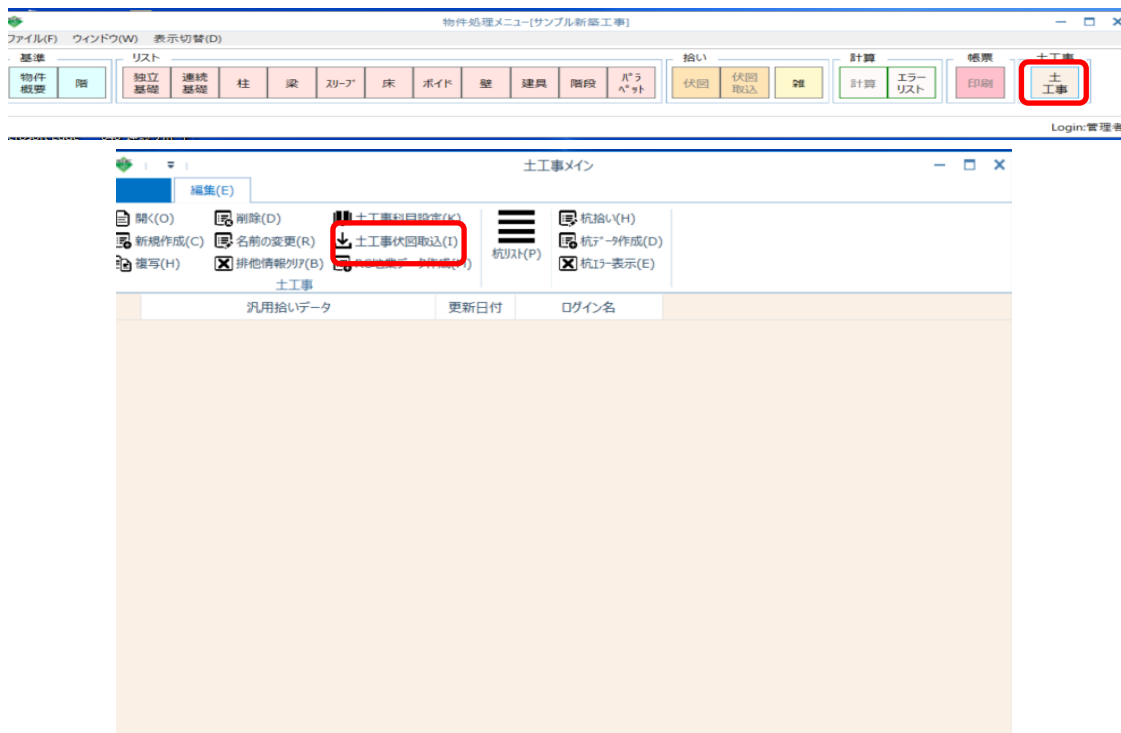 物件処理メニュー[サンプル新築工事]
ファイル(F) ウィンドウ(W) 表示切替(D)
基準 リスト 拾い 計算 帳票 土工事
物件概要 階 独立基礎 連続基礎 柱 梁 ｽﾘｰﾌﾞ 床 ボイド 壁 建具 階段 ﾊﾟﾗﾍﾟｯﾄ 伏図 伏図取込 雑 計算 エラーリスト 印刷 土工事
Login:管理者
土工事メイン
編集(E)
開く(O) 削除(D) 土工事科目設定(K) 杭拾い(H)
新規作成(C) 名前の変更(R) 土工事伏図取込(I) 杭ﾘｽﾄ(P) 杭ﾃﾞｰﾀ作成(D)
複写(H) 排他情報ｸﾘｱ(B) 杭ｴﾗｰ表示(E)
土工事
汎用拾いデータ 更新日付 ログイン名